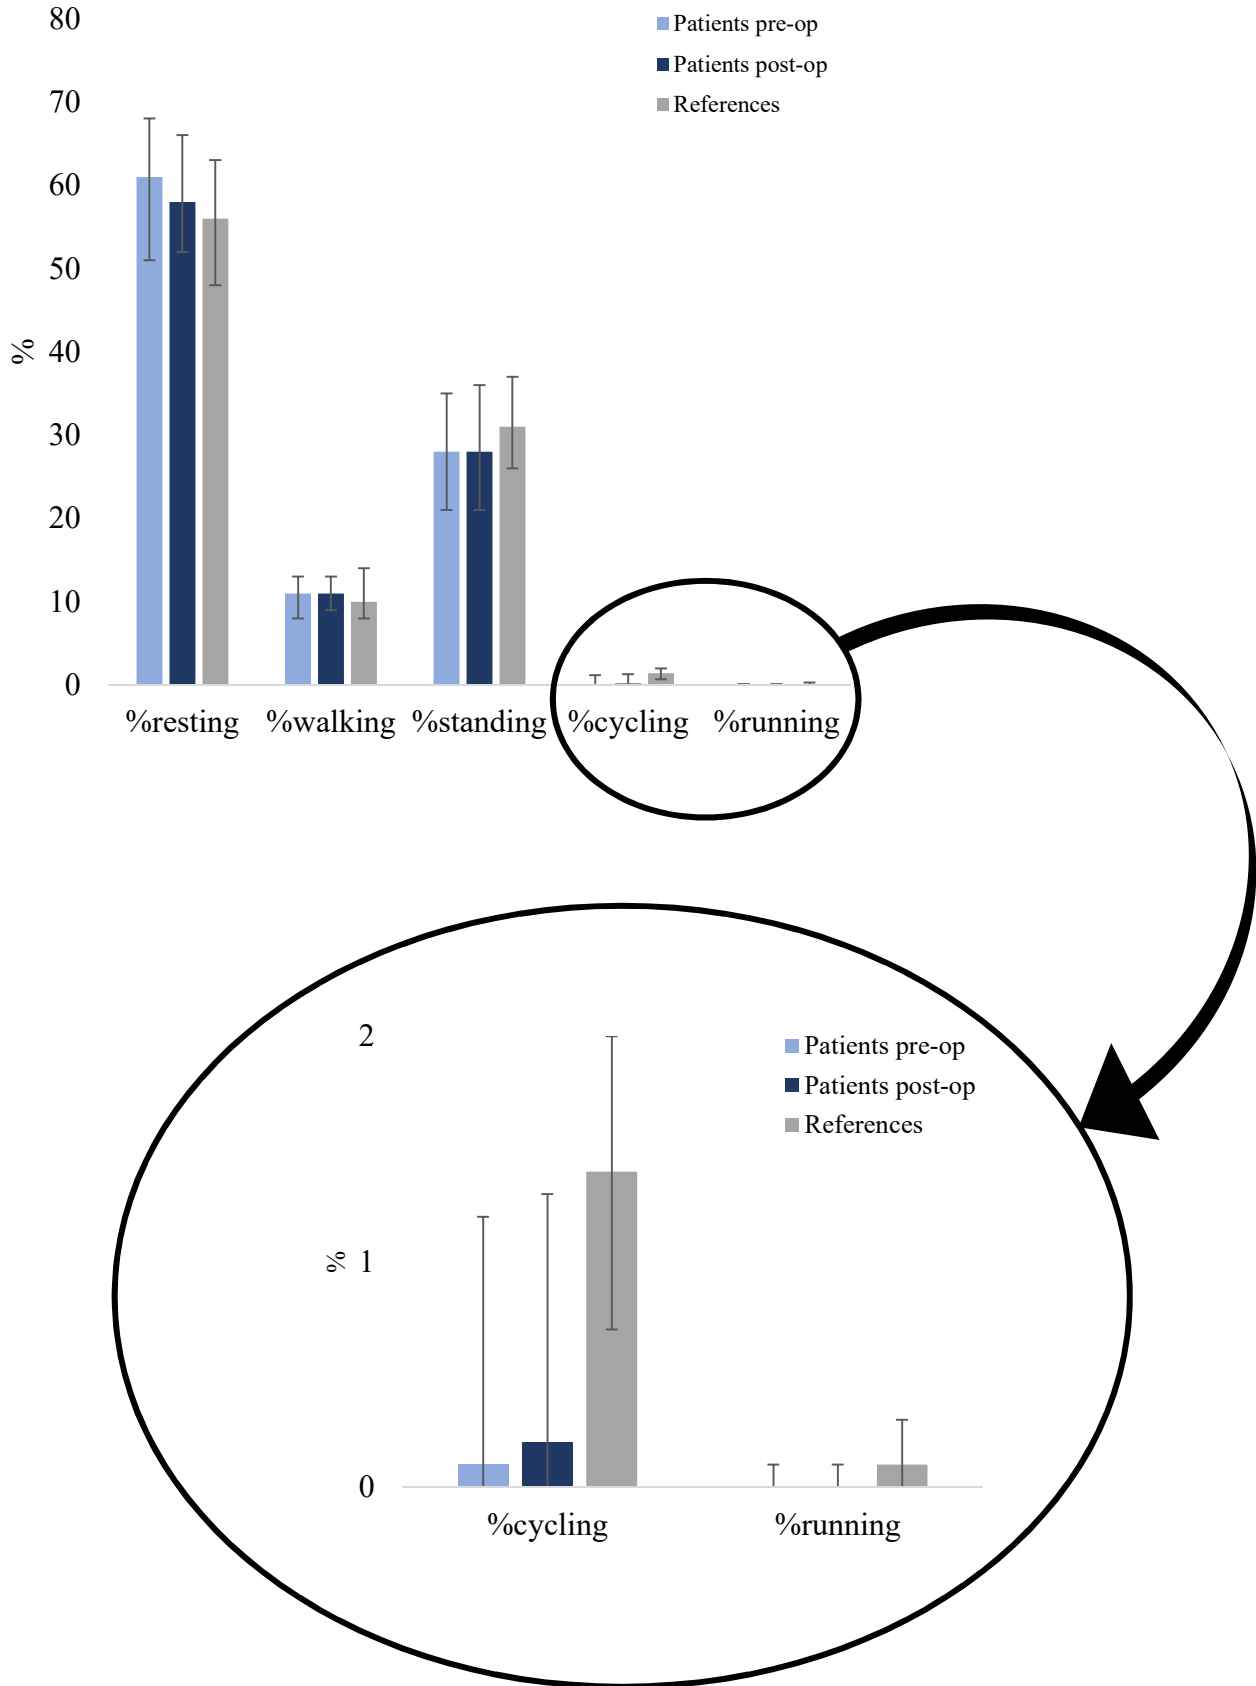 80
70
60
50
40
30
20
10
0
%
Patients pre-op
Patients post-op
References
%resting %walking %standing %cycling %running
2
1
0
%
Patients pre-op
Patients post-op
References
%cycling %running